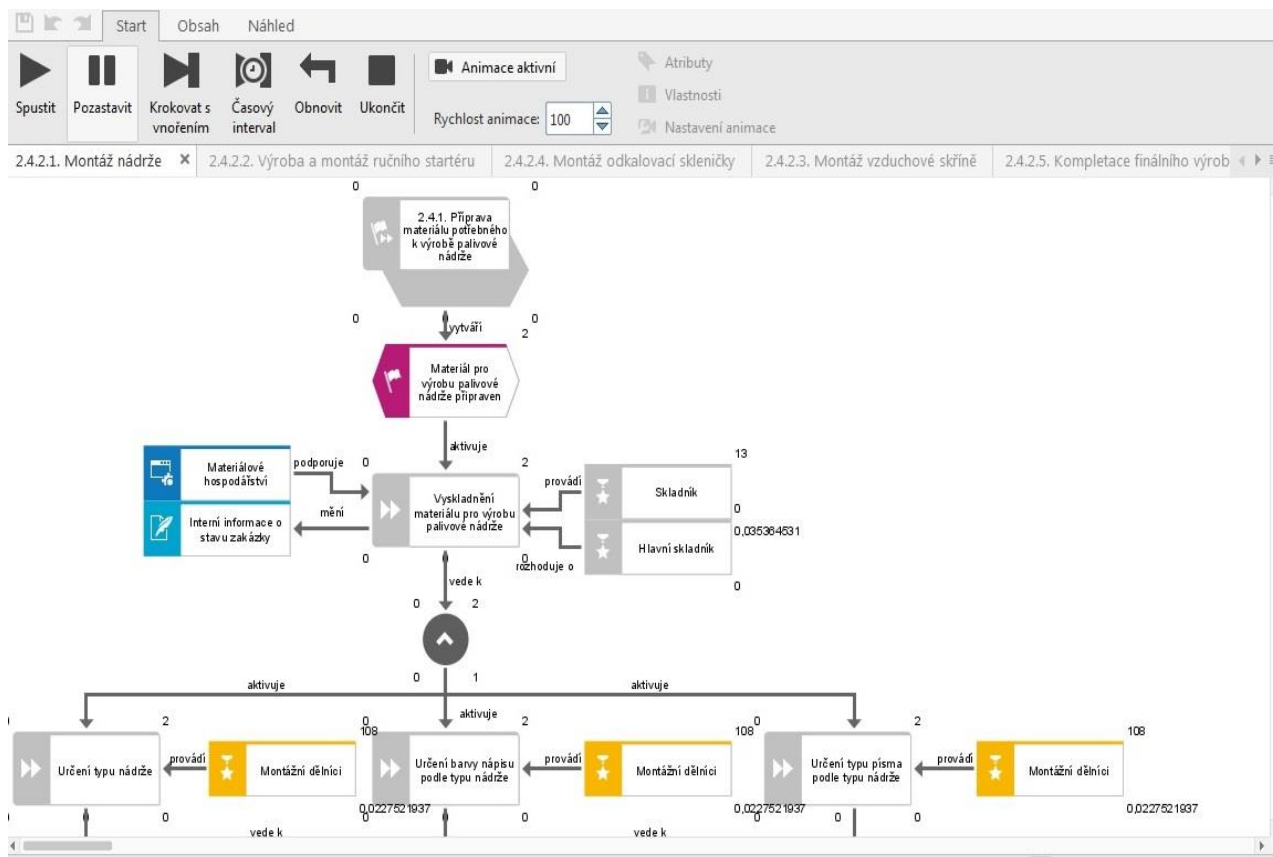 Start Obsah Náhled
Spustit
Pozastavit
Krokovat s
vnořením
Časový
interval
Obnovit
Ukončit
Animace aktivní
Rychlost animace: 100
Atributy
Vlastnosti
Nastavení animace
2.4.2.1. Montáž nádrže
2.4.2.2. Výroba a montáž ručního startéru
2.4.2.4. Montáž odkalovací skleničky
2.4.2.3. Montáž vzduchové skříně
2.4.2.5. Kompletace finálního výrob
0 0
2.4.1. Příprava
materiálu potřebného
k výrobě palivové
nádrže
0 0 0
vytváří
2
Materiál pro
výrobu palivové
nádrže připraven
aktivuje
Materiálové
hospodářství
podporuje
0 2
Interní informace o
stavu zakázky
mění
Vyskladnění
materiálu pro výrobu
palivové nádrže
0 0 0
provádí
13
Skladník
0
0,035364531
rozhoduje o
Hlavní skladník
0
vede k
0 2
0 1
aktivuje
aktivuje
aktivuje
0 2
Určení typu nádrže
provádí
108
Montážní dělníci
0,0227521937
0 0
vede k
0 2
Určení barvy nápisu
podle typu nádrže
provádí
108
Montážní dělníci
0,0227521937
0
vede k
0 2
Určení typu písma
podle typu nádrže
provádí
108
Montážní dělníci
0,0227521937
0 0